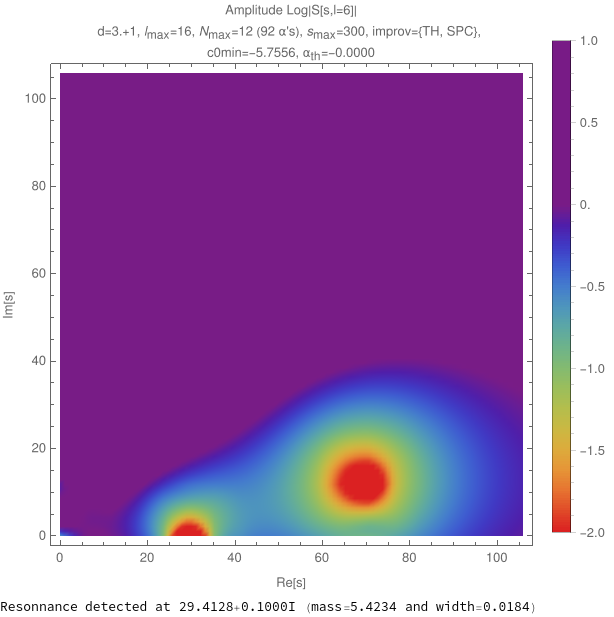 Amplitude Log|S[s,l=6]|
d=3.+1, lmax=16, Nmax=12 (92 α's), smax=300, improv={TH, SPC},
c0min=-5.7556, αth=-0.0000
1.0
0.5
0.
-0.5
-1.0
-1.5
-2.0
100
80
60
40
20
0
Im[s]
0 20 40 60 80 100
Re[s]
Resonnance detected at 29.4128+0.1000I (mass=5.4234 and width=0.0184)